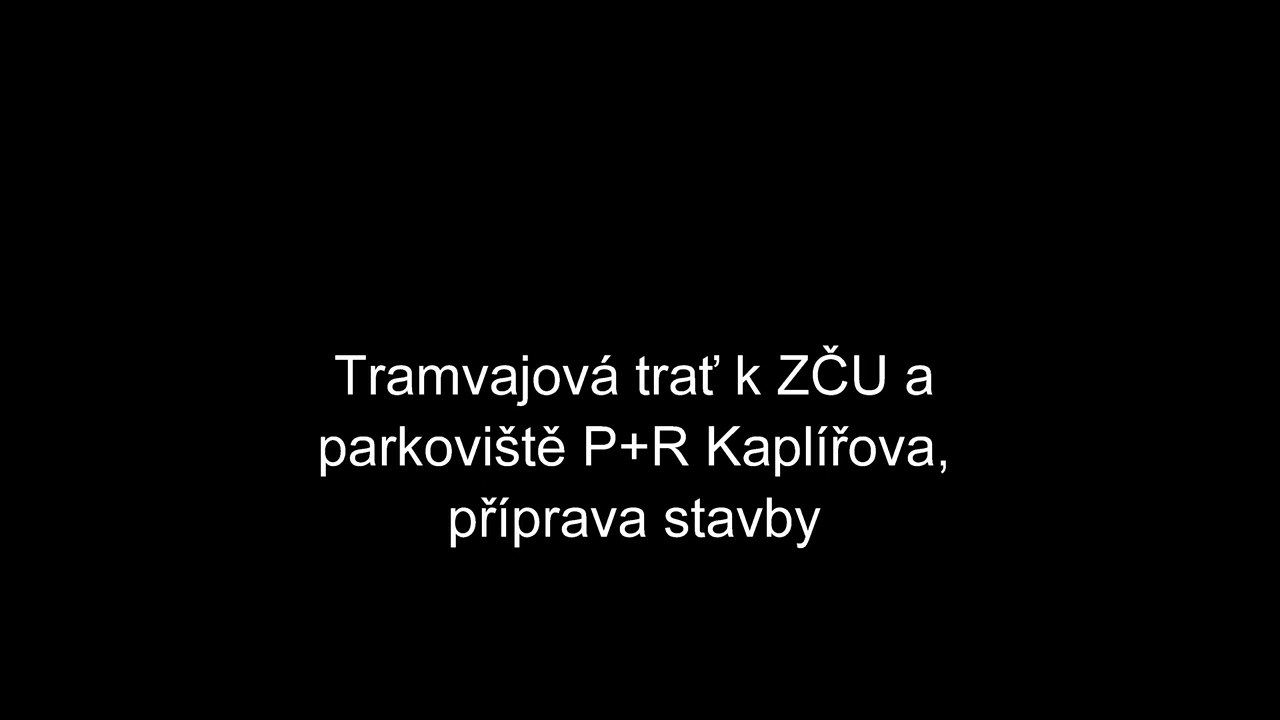 Tramvajová trať k ZČU a
parkoviště P+R Kaplířova,
příprava stavby